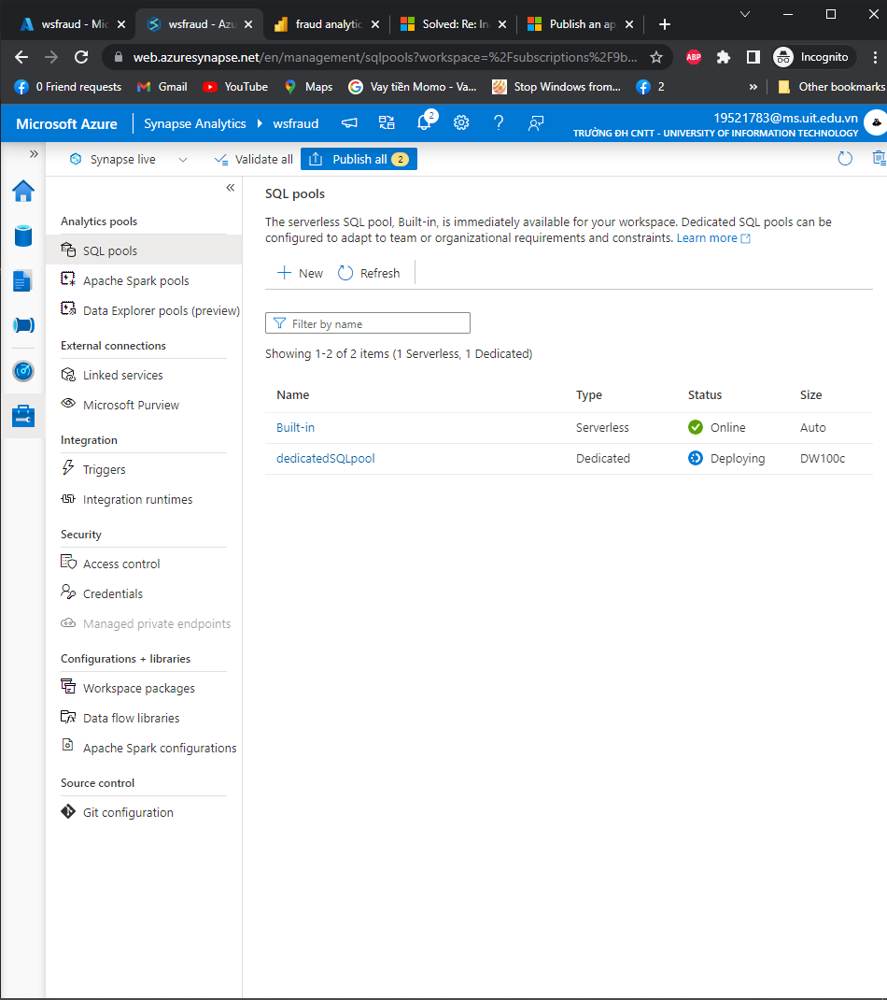 wsfraud - Mic
wsfraud - Azu
fraud analytic
Solved: Re: In
Publish an ap
web.azuresynapse.net/en/management/sqlpools?workspace=%2Fsubscriptions%2F9b...
ABP
Incognito
0 Friend requests
Gmail
YouTube
Maps
Vay tiền Momo - Va...
Stop Windows from...
2
»
Other bookmarks
Microsoft Azure
Synapse Analytics
wsfraud
2
19521783@ms.uit.edu.vn
TRƯỜNG ĐH CNTT - UNIVERSITY OF INFORMATION TECHNOLOGY
»
Synapse live
Validate all
Publish all 2
«
Analytics pools
SQL pools
Apache Spark pools
Data Explorer pools (preview)
External connections
Linked services
Microsoft Purview
Integration
Triggers
Integration runtimes
Security
Access control
Credentials
Managed private endpoints
Configurations + libraries
Workspace packages
Data flow libraries
Apache Spark configurations
Source control
Git configuration
SQL pools
The serverless SQL pool, Built-in, is immediately available for your workspace. Dedicated SQL pools can be
configured to adapt to team or organizational requirements and constraints. Learn more
New
Refresh
Filter by name
Showing 1-2 of 2 items (1 Serverless, 1 Dedicated)
Name Type Status Size
Built-in Serverless Online Auto
dedicatedSQLpool Dedicated Deploying DW100c